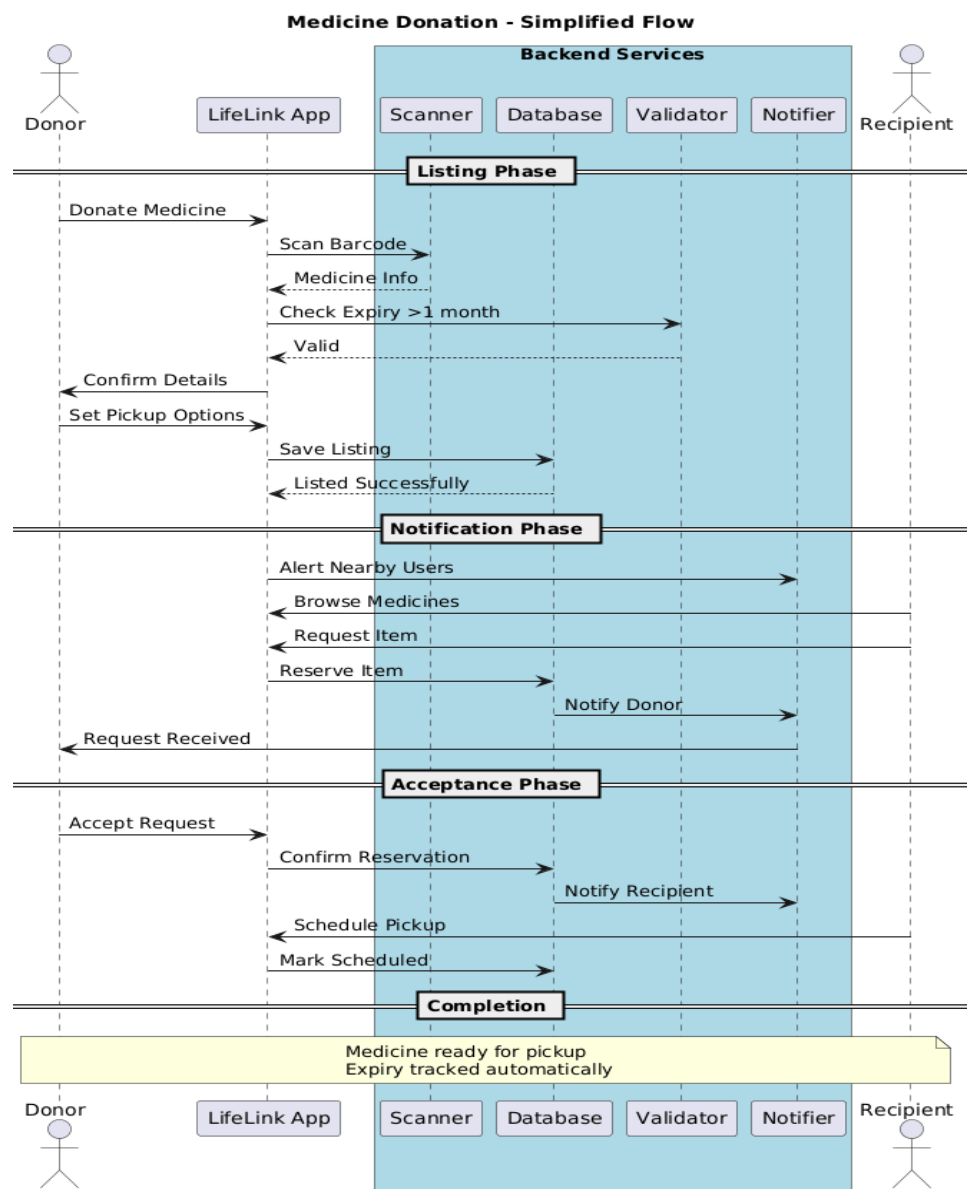 Medicine Donation - Simplified Flow
Backend Services
Donor
LifeLink App
Scanner
Database
Validator
Notifier
Recipient
Listing Phase
Donate Medicine
Scan Barcode
Medicine Info
Check Expiry >1 month
Valid
Confirm Details
Set Pickup Options
Save Listing
Listed Successfully
Notification Phase
Alert Nearby Users
Browse Medicines
Request Item
Reserve Item
Notify Donor
Request Received
Acceptance Phase
Accept Request
Confirm Reservation
Notify Recipient
Schedule Pickup
Mark Scheduled
Completion
Medicine ready for pickup
Expiry tracked automatically
Donor
LifeLink App
Scanner
Database
Validator
Notifier
Recipient